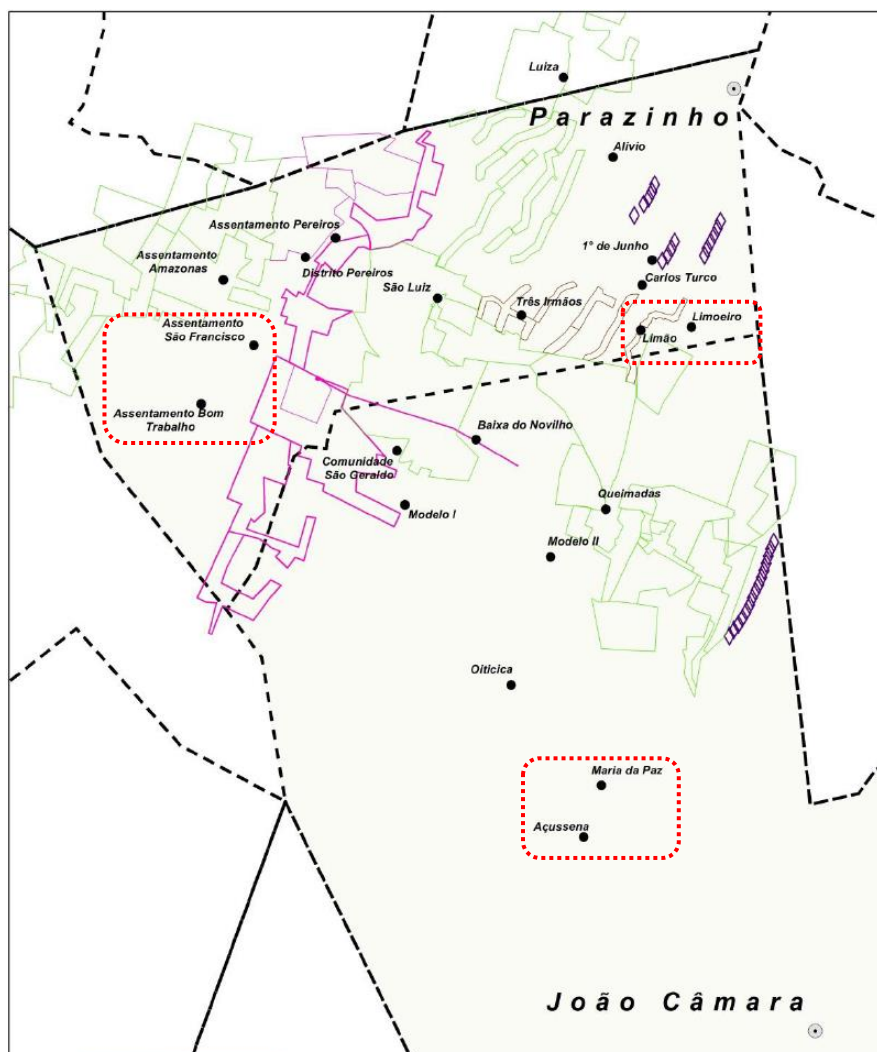 Luiza
Parazinho
Alivio
Assentamento Pereiros
1° de Junho
Assentamento
Amazonas
Distrito Pereiros
São Luiz
Carlos Turco
Três Irmãos
Assentamento
São Francisco
Limoeiro
Limão
Assentamento Bom
Trabalho
Baixa do Novilho
Comunidade
São Geraldo
Queimadas
Modelo I
Modelo II
Oiticica
Maria da Paz
Açussena
João Câmara